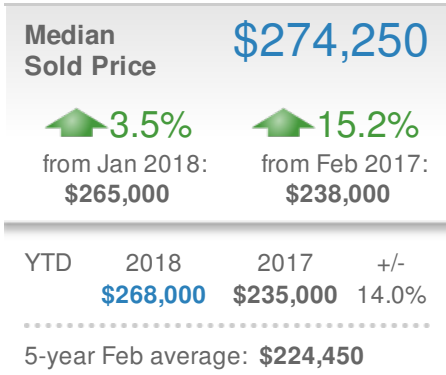 Median $274,250
Sold Price
3.5% 15.2%
from Jan 2018: from Feb 2017:
$265,000 $238,000
YTD 2018 2017 +/-
$268,000 $235,000 14.0%
5-year Feb average: $224,450